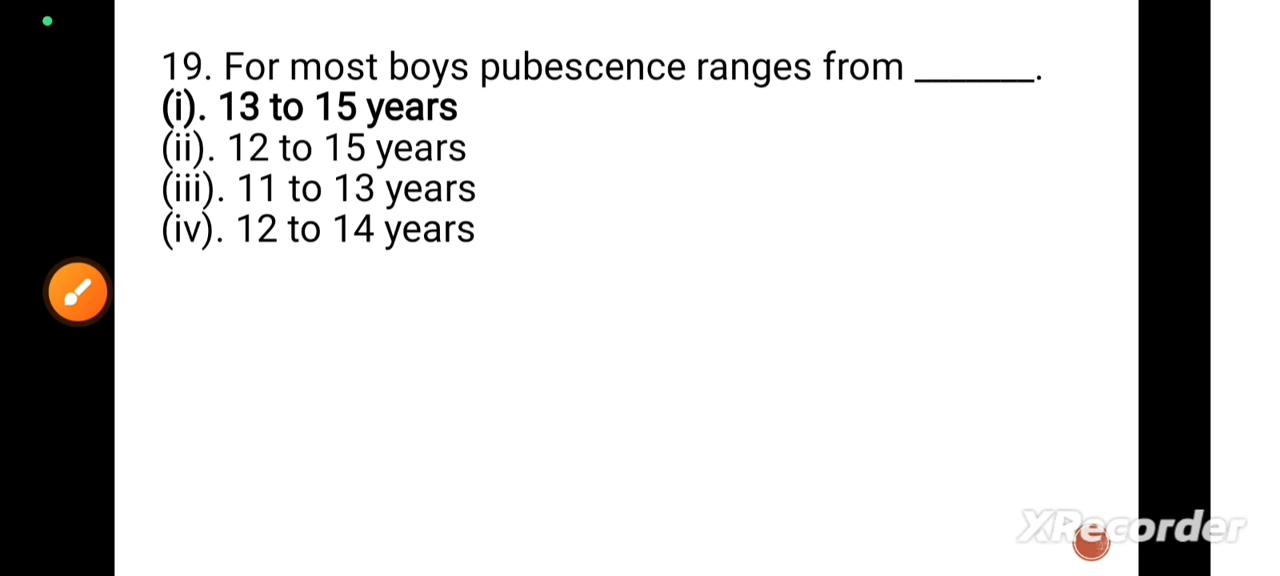 19. For most boys pubescence ranges from _______.
(i). 13 to 15 years
(ii). 12 to 15 years
(iii). 11 to 13 years
(iv). 12 to 14 years
XRecorder